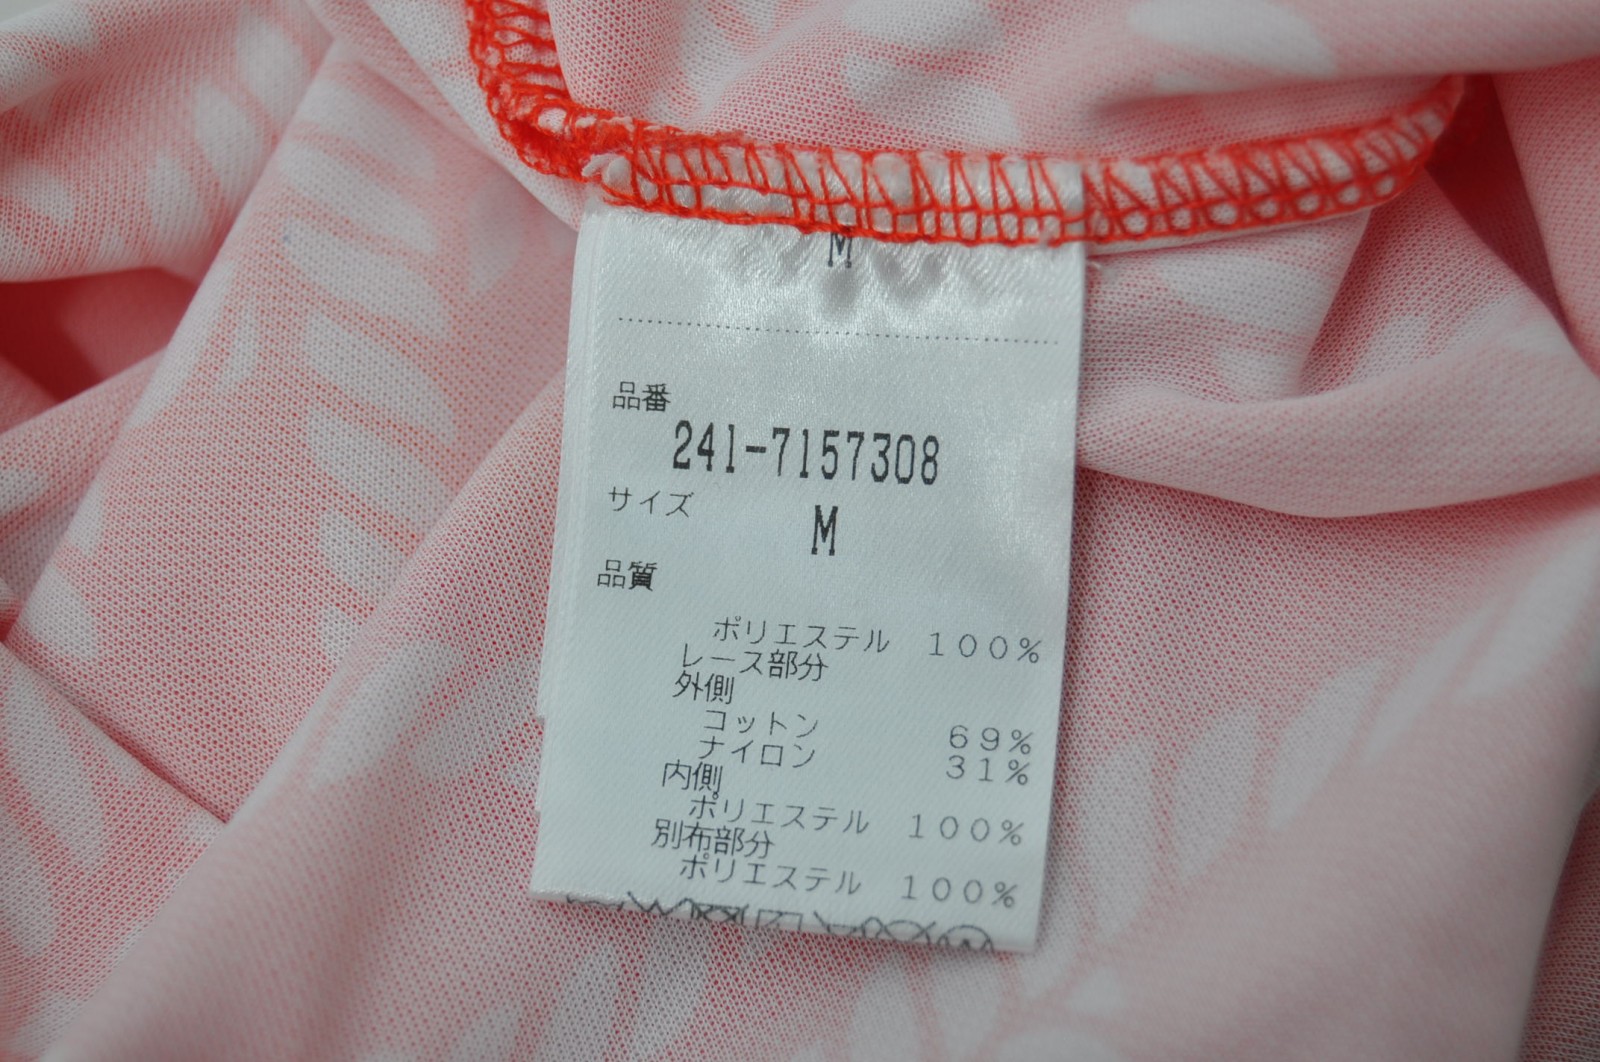 M
品番
241-7157308
サイズ
M
品質
ポリエステル 100%
レース部分
外側
コットン 69%
ナイロン 31%
内側
ポリエステル 100%
別布部分
ポリエステル 100%